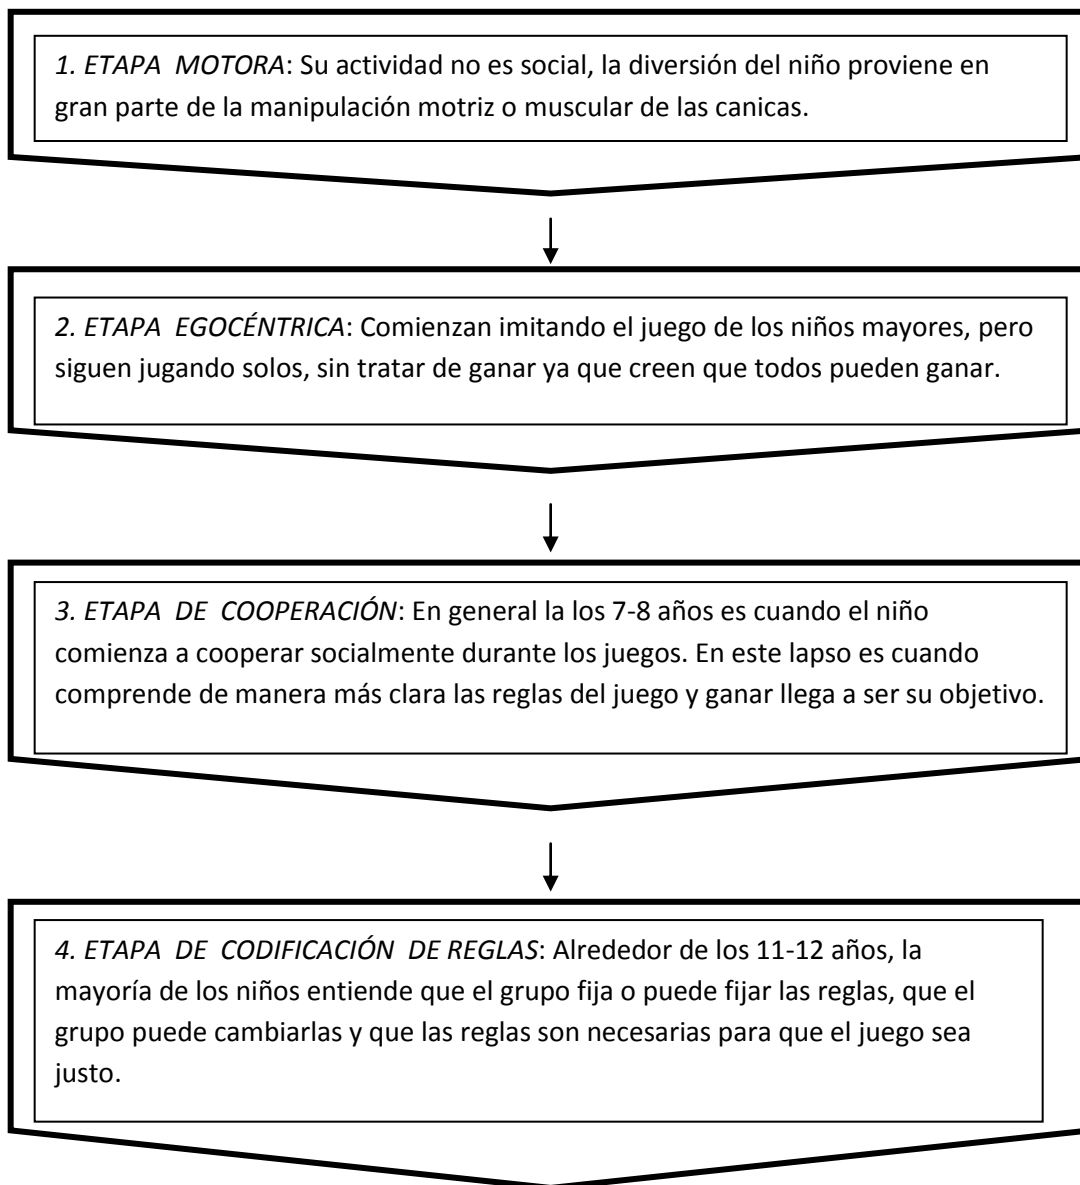 1. ETAPA MOTORA: Su actividad no es social, la diversión del niño proviene en
gran parte de la manipulación motriz o muscular de las canicas.
2. ETAPA EGOCÉNTRICA: Comienzan imitando el juego de los niños mayores, pero
siguen jugando solos, sin tratar de ganar ya que creen que todos pueden ganar.
3. ETAPA DE COOPERACIÓN: En general la los 7-8 años es cuando el niño
comienza a cooperar socialmente durante los juegos. En este lapso es cuando
comprende de manera más clara las reglas del juego y ganar llega a ser su objetivo.
4. ETAPA DE CODIFICACIÓN DE REGLAS: Alrededor de los 11-12 años, la
mayoría de los niños entiende que el grupo fija o puede fijar las reglas, que el
grupo puede cambiarlas y que las reglas son necesarias para que el juego sea
justo.